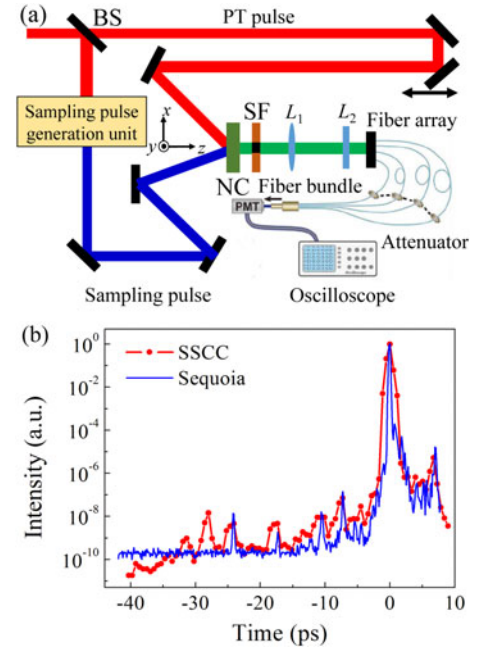 (a)
BS
PT pulse
Sampling pulse
generation unit
x
y
z
SF
L1
L2
Fiber array
NC
Fiber bundle
PMT
Attenuator
Sampling pulse
Oscilloscope
(b)
10^0
10^-2
10^-4
10^-6
10^-8
10^-10
SSCC
Sequoia
Intensity (a.u.)
-40
-30
-20
-10
0
10
Time (ps)